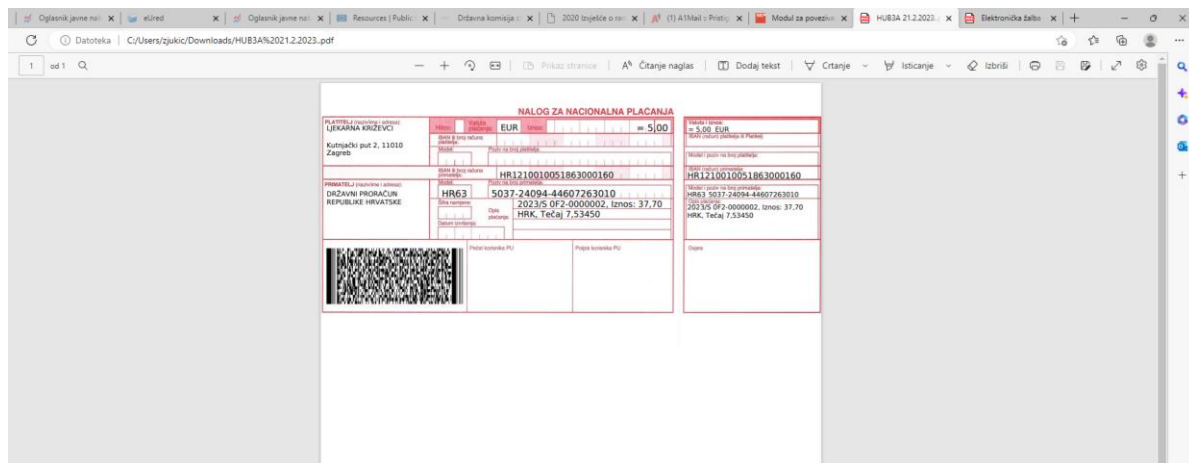 Oglasnik javne nab
eUred
Oglasnik javne nab
Oglasnik javne nab
Resources | Public
Državna komisija z
2020 Izvješće o rad
(1) A1Mail :: Pristig
Modul za poveziva
HUB3A 21.2.2023.
Elektronička žalba
Datoteka | C:/Users/zjukic/Downloads/HUB3A%2021.2.2023..pdf
1 od 1
Prikaz stranice
Čitanje naglas
Dodaj tekst
Crtanje
Isticanje
Izbriši
NALOG ZA NACIONALNA PLAĆANJA
PLATITELJ (naziv/ime i adresa):
LJEKARNA KRIŽEVCI
Kutnjački put 2, 11010
Zagreb
Hitno:
Valuta plaćanja:
EUR
Iznos:
= 5,00
IBAN ili broj računa platitelja:
Model:
Poziv na broj platitelja:
IBAN ili broj računa primatelja:
HR1210010051863000160
PRIMATELJ (naziv/ime i adresa):
DRŽAVNI PRORAČUN
REPUBLIKE HRVATSKE
Model:
HR63
Poziv na broj primatelja:
5037-24094-44607263010
Šifra namjene:
Opis plaćanja:
2023/S 0F2-0000002, Iznos: 37,70
HRK, Tečaj 7,53450
Datum izvršenja:
Pečat korisnika PU
Potpis korisnika PU
Valuta i iznos:
= 5,00 EUR
IBAN (račun) platitelja ili Platitelj:
Model i poziv na broj platitelja:
IBAN (račun) primatelja:
HR1210010051863000160
Model i poziv na broj primatelja:
HR63 5037-24094-44607263010
Opis plaćanja:
2023/S 0F2-0000002, Iznos: 37,70
HRK, Tečaj 7,53450
Ovjera